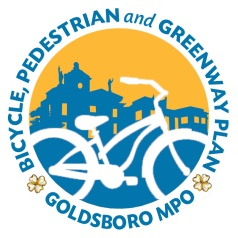 BICYCLE, PEDESTRIAN and GREENWAY PLAN
GOLDSBORO MPO